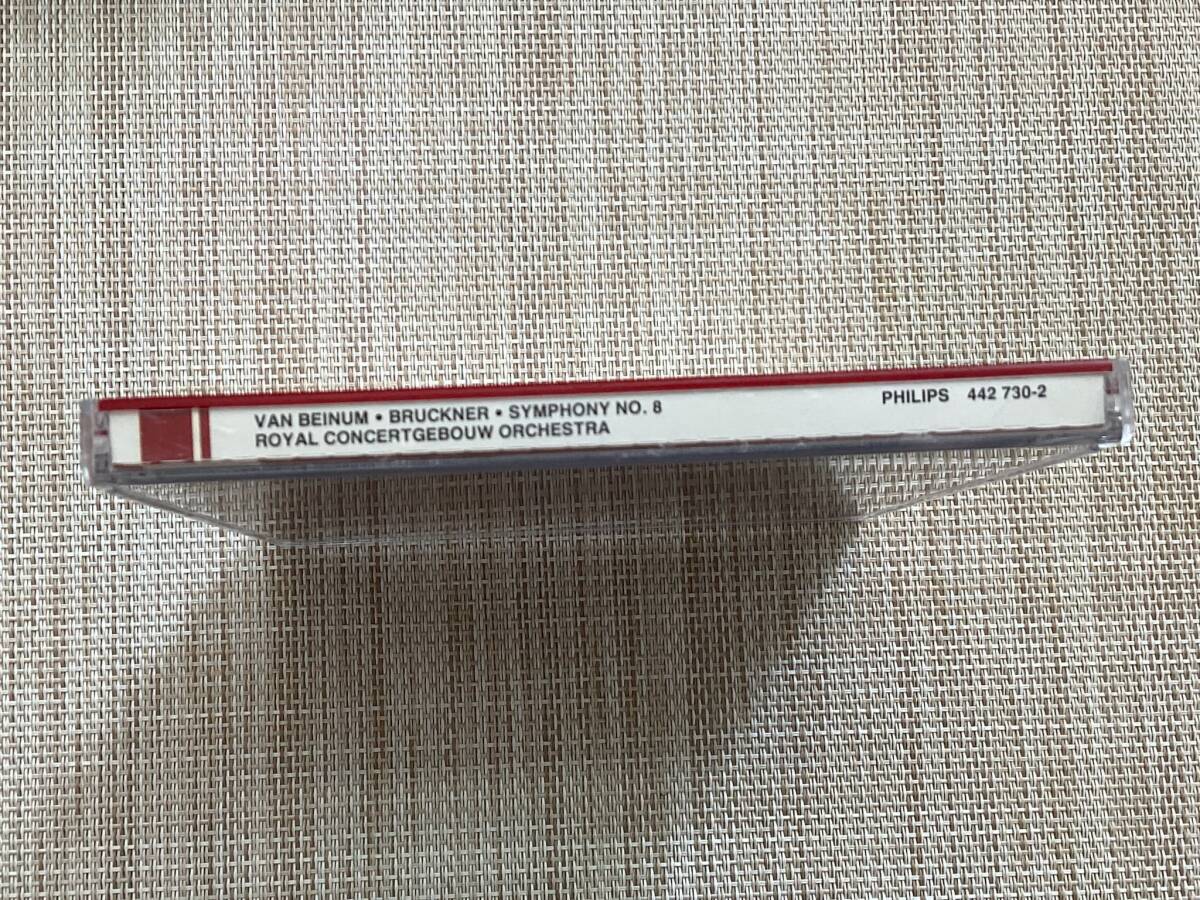 VAN BEINUM • BRUCKNER • SYMPHONY NO. 8
ROYAL CONCERTGEBOUW ORCHESTRA
PHILIPS 442 730-2